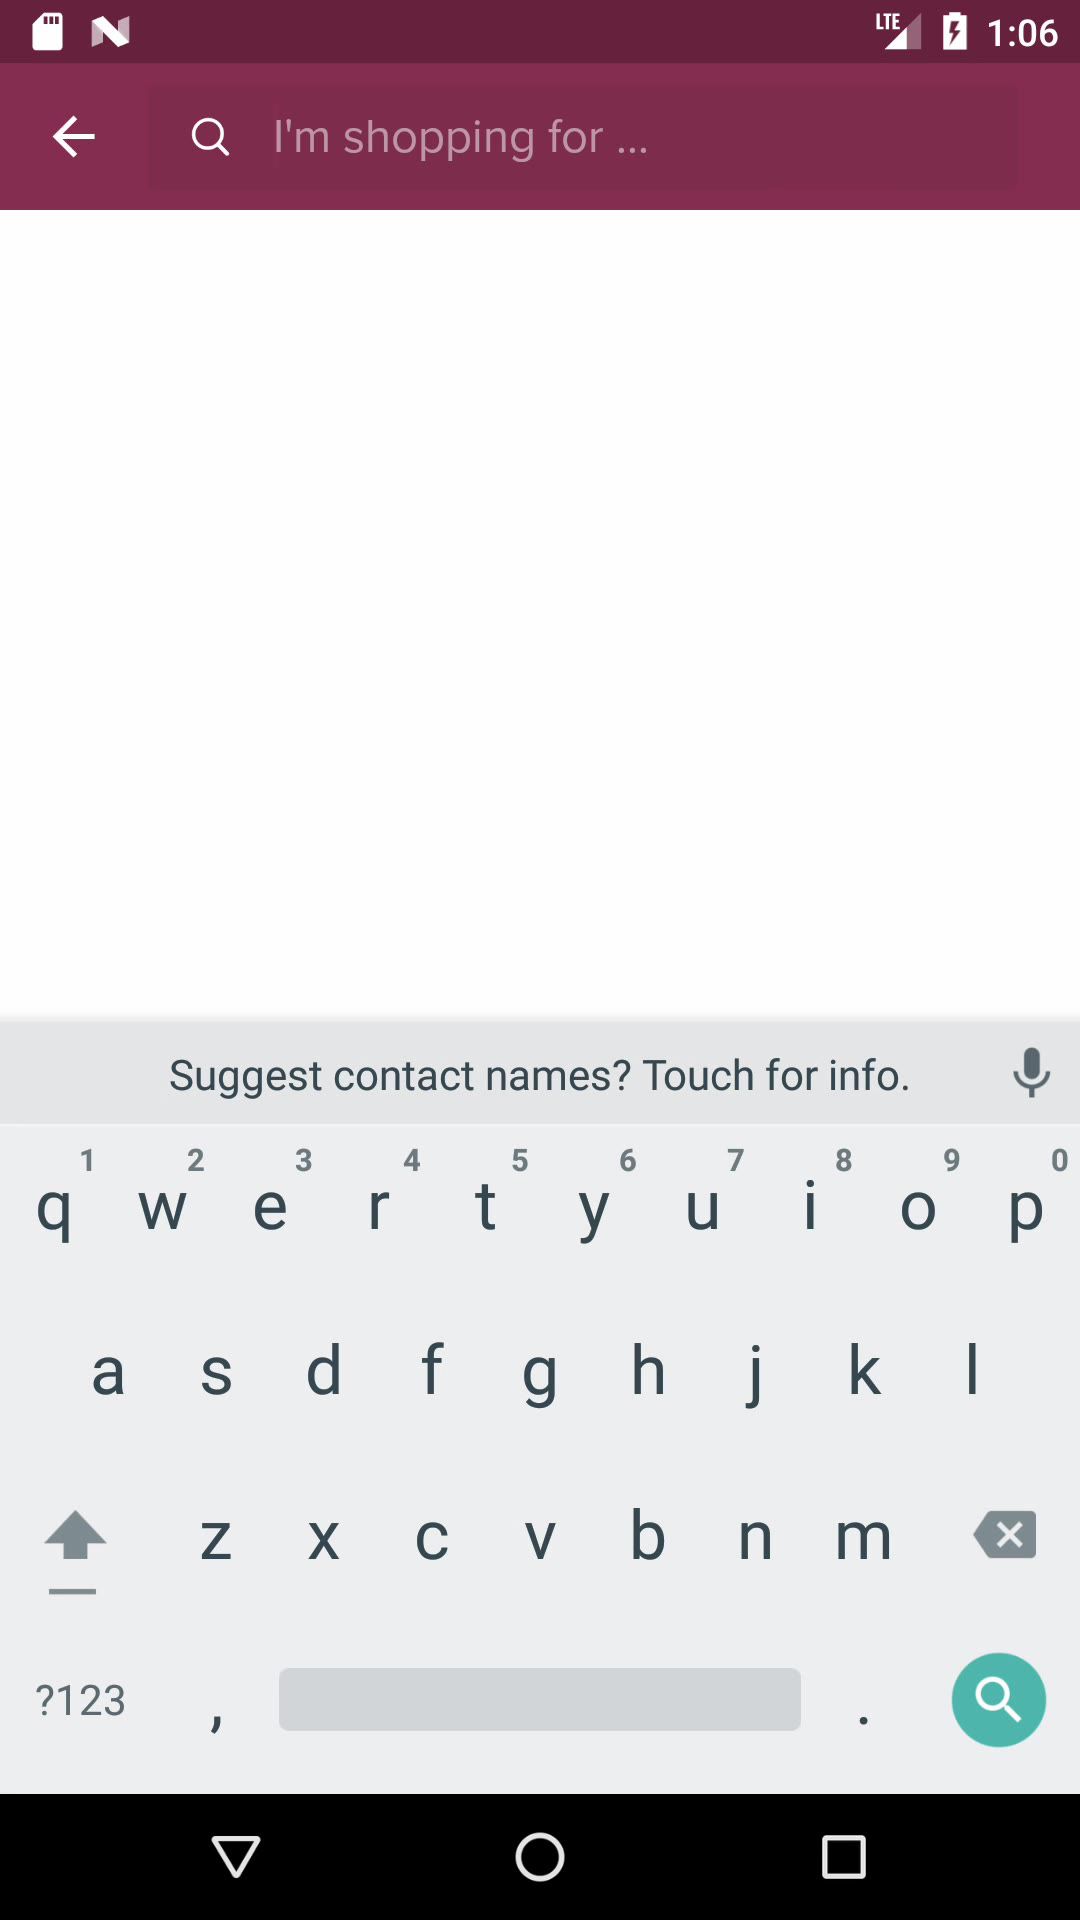 LTE 1:06
I'm shopping for ...
Suggest contact names? Touch for info.
1 2 3 4 5 6 7 8 9 0
q w e r t y u i o p
a s d f g h j k l
z x c v b n m
?123 , .